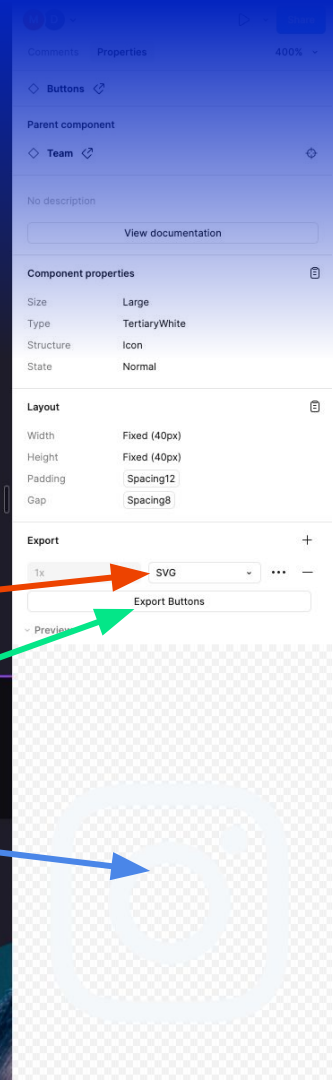 M D
Comments Properties 400%
Buttons
Parent component
Team
No description
View documentation
Component properties
Size Large
Type TertiaryWhite
Structure Icon
State Normal
Layout
Width Fixed (40px)
Height Fixed (40px)
Padding Spacing12
Gap Spacing8
Export
1x SVG
Export Buttons
Preview